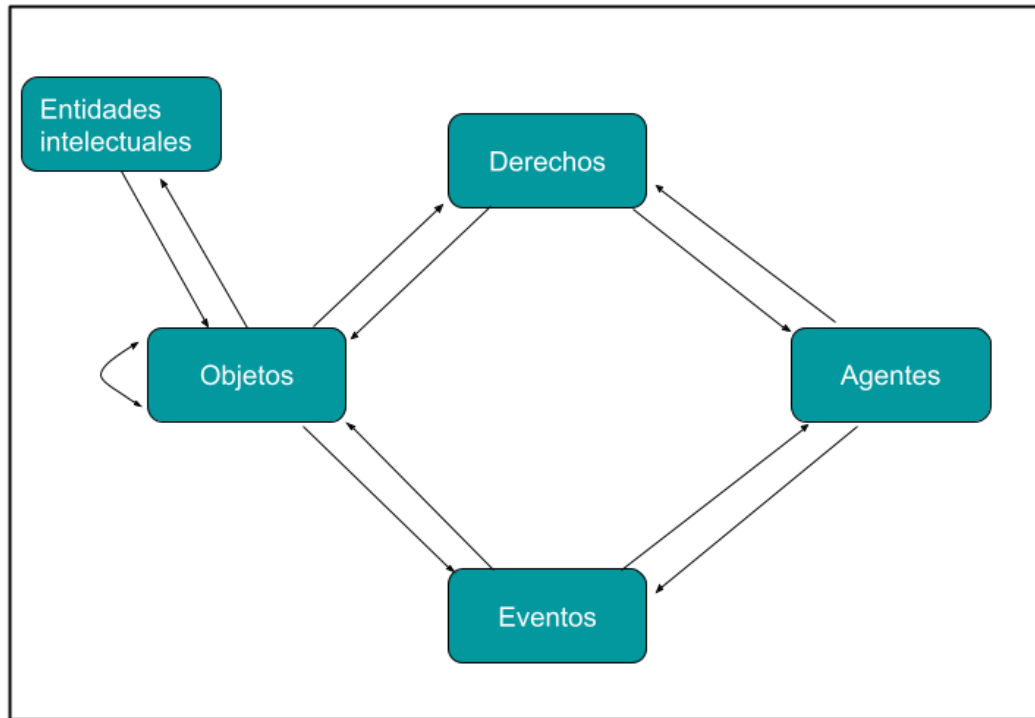 Entidades
intelectuales
Derechos
Objetos
Agentes
Eventos